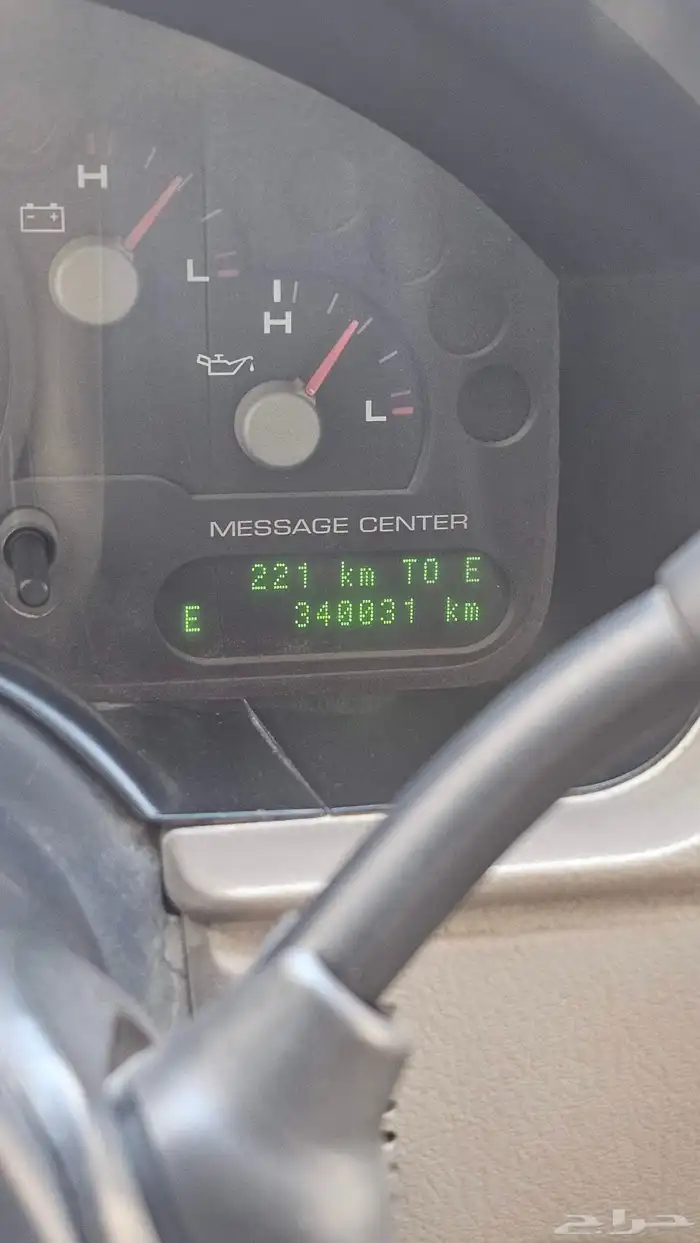 H
L
H
L
MESSAGE CENTER
221 km TO E
E 340031 km
حراج